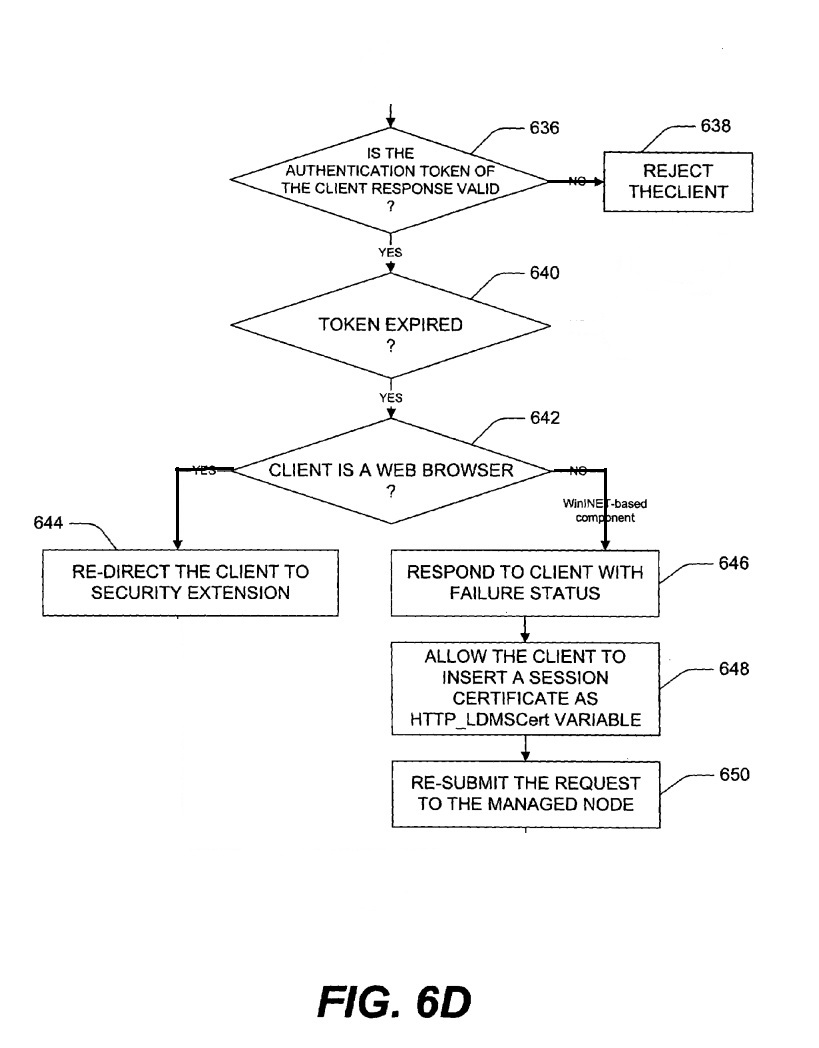 636
IS THE
AUTHENTICATION TOKEN OF
THE CLIENT RESPONSE VALID
?
NO
638
REJECT
THECLIENT
YES
640
TOKEN EXPIRED
?
YES
642
CLIENT IS A WEB BROWSER
?
YES
NO
WinINET-based
component
644
RE-DIRECT THE CLIENT TO
SECURITY EXTENSION
646
RESPOND TO CLIENT WITH
FAILURE STATUS
648
ALLOW THE CLIENT TO
INSERT A SESSION
CERTIFICATE AS
HTTP_LDMSCert VARIABLE
650
RE-SUBMIT THE REQUEST
TO THE MANAGED NODE
FIG. 6D